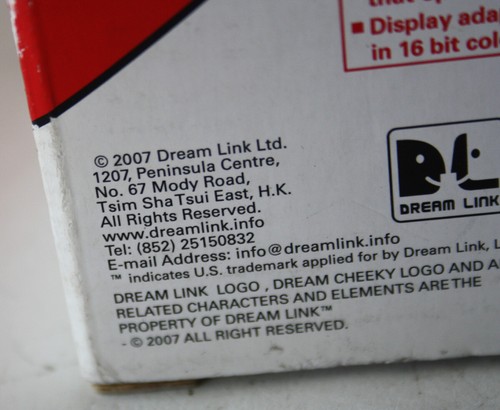 ■ Display ada
in 16 bit col
© 2007 Dream Link Ltd.
1207, Peninsula Centre,
No. 67 Mody Road,
Tsim Sha Tsui East, H.K.
All Rights Reserved.
www.dreamlink.info
Tel: (852) 25150832
E-mail Address: info@dreamlink.info
™ indicates U.S. trademark applied for by Dream Link, L
DREAM LINK LOGO , DREAM CHEEKY LOGO AND A
RELATED CHARACTERS AND ELEMENTS ARE THE
PROPERTY OF DREAM LINK™
- © 2007 ALL RIGHT RESERVED.
DL
DREAM LINK